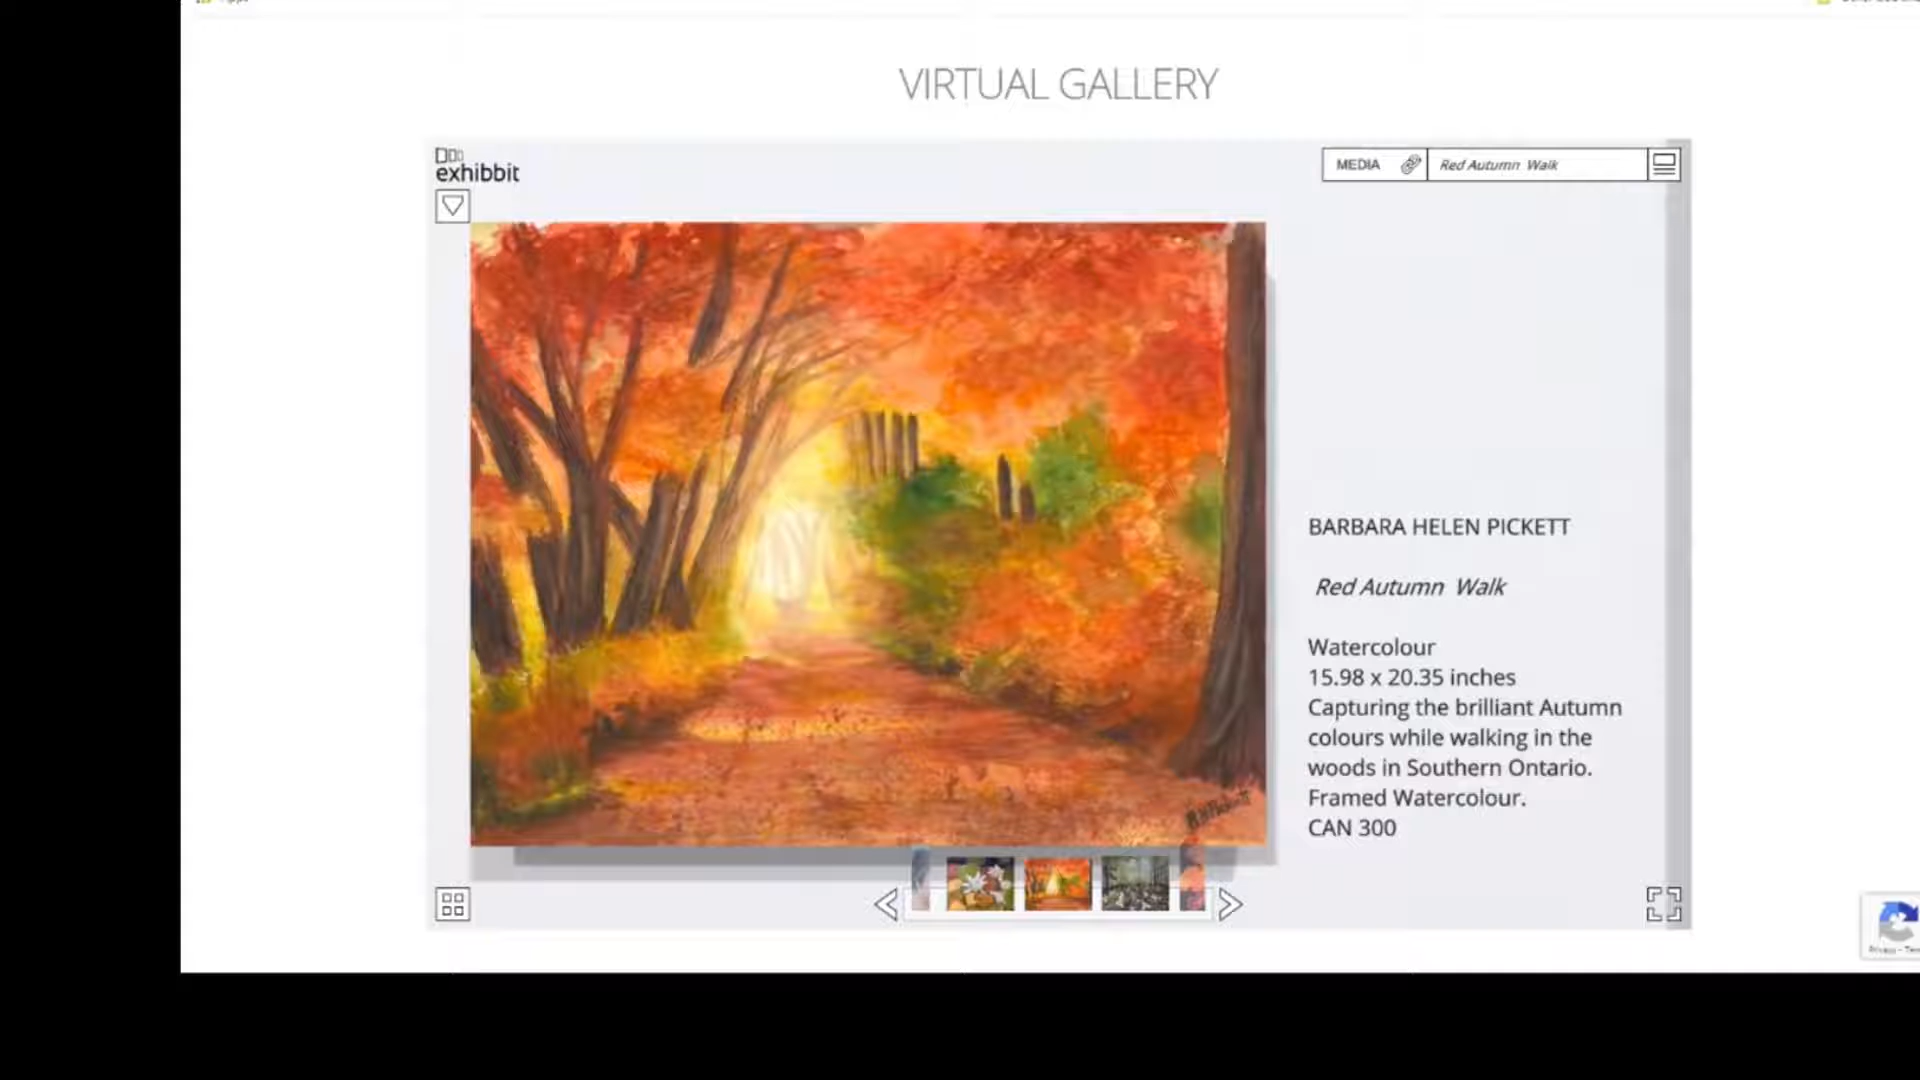 VIRTUAL GALLERY
exhibbit
MEDIA
Red Autumn Walk
BARBARA HELEN PICKETT
Red Autumn Walk
Watercolour
15.98 x 20.35 inches
Capturing the brilliant Autumn
colours while walking in the
woods in Southern Ontario.
Framed Watercolour.
CAN 300